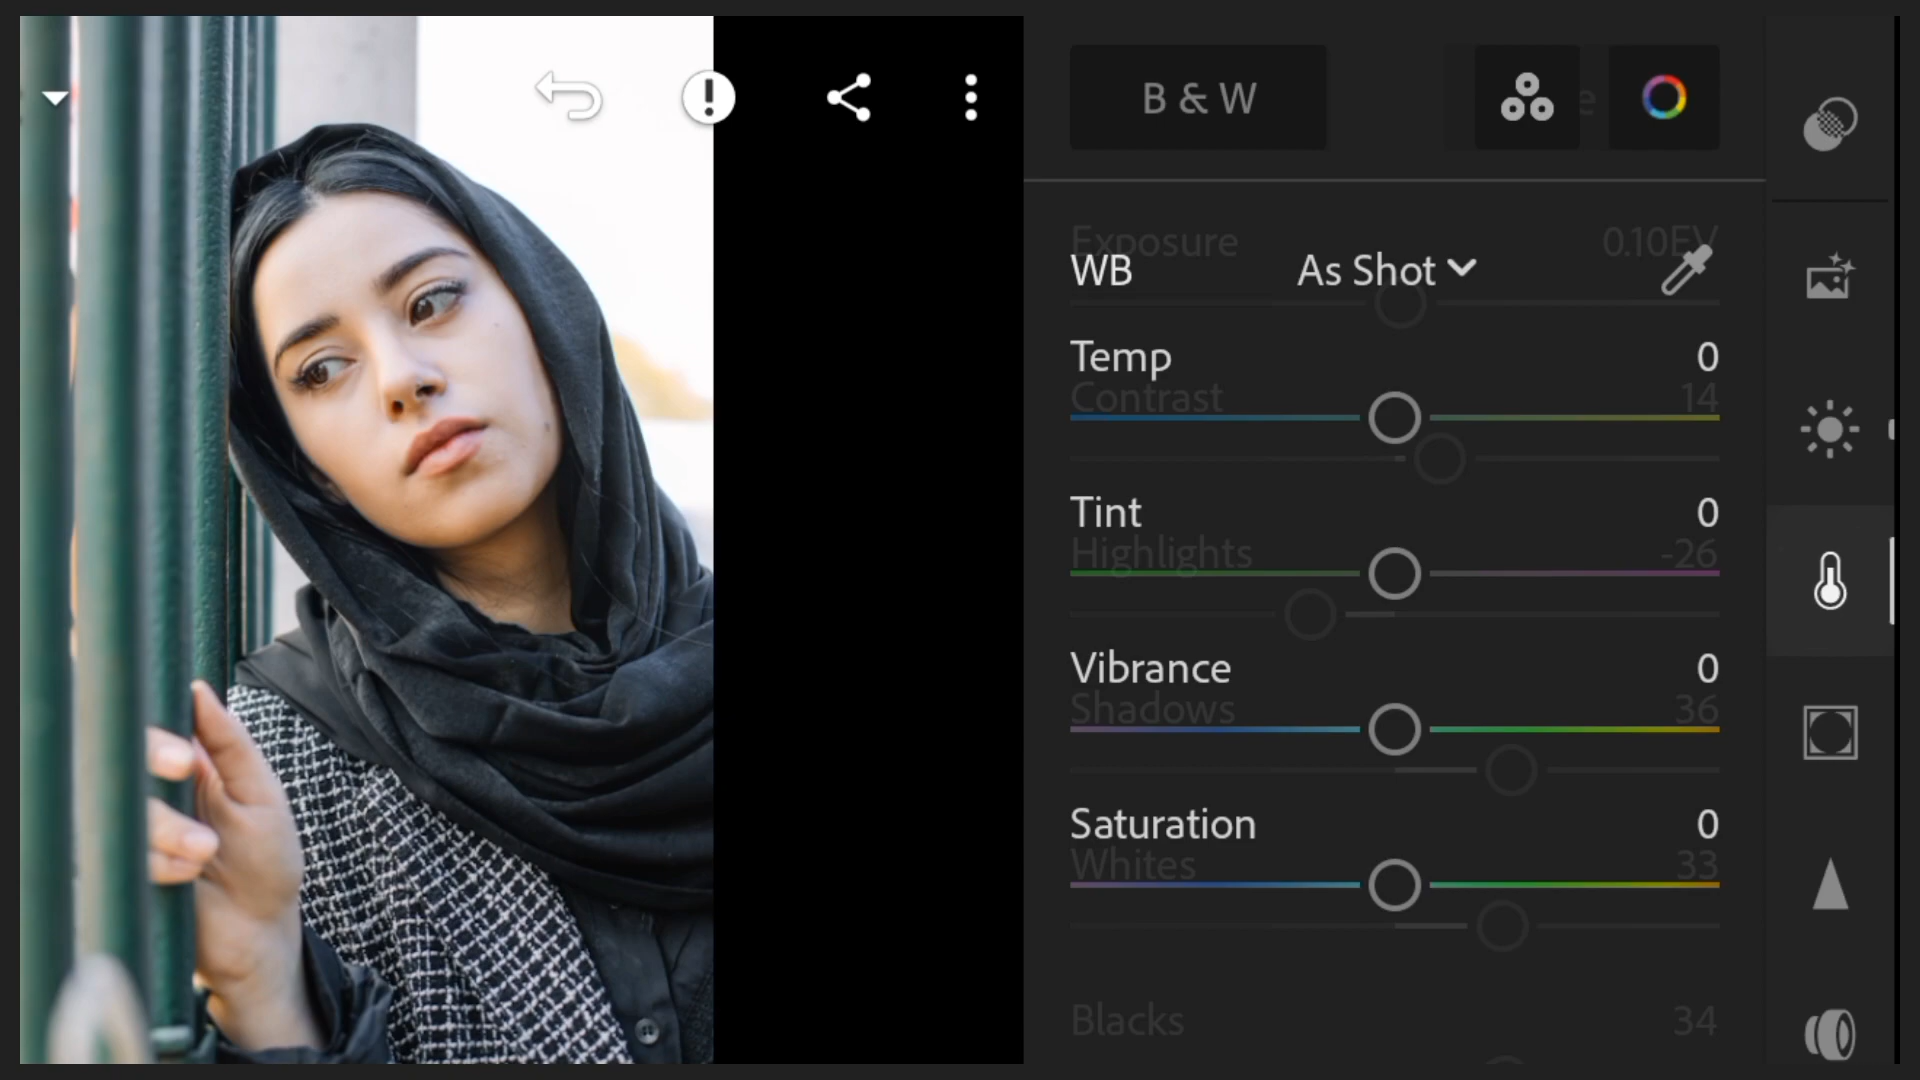 B & W
Exposure 0.10EV
WB As Shot
Temp 0
Contrast 14
Tint 0
Highlights -26
Vibrance 0
Shadows 36
Saturation 0
Whites 33
Blacks 34